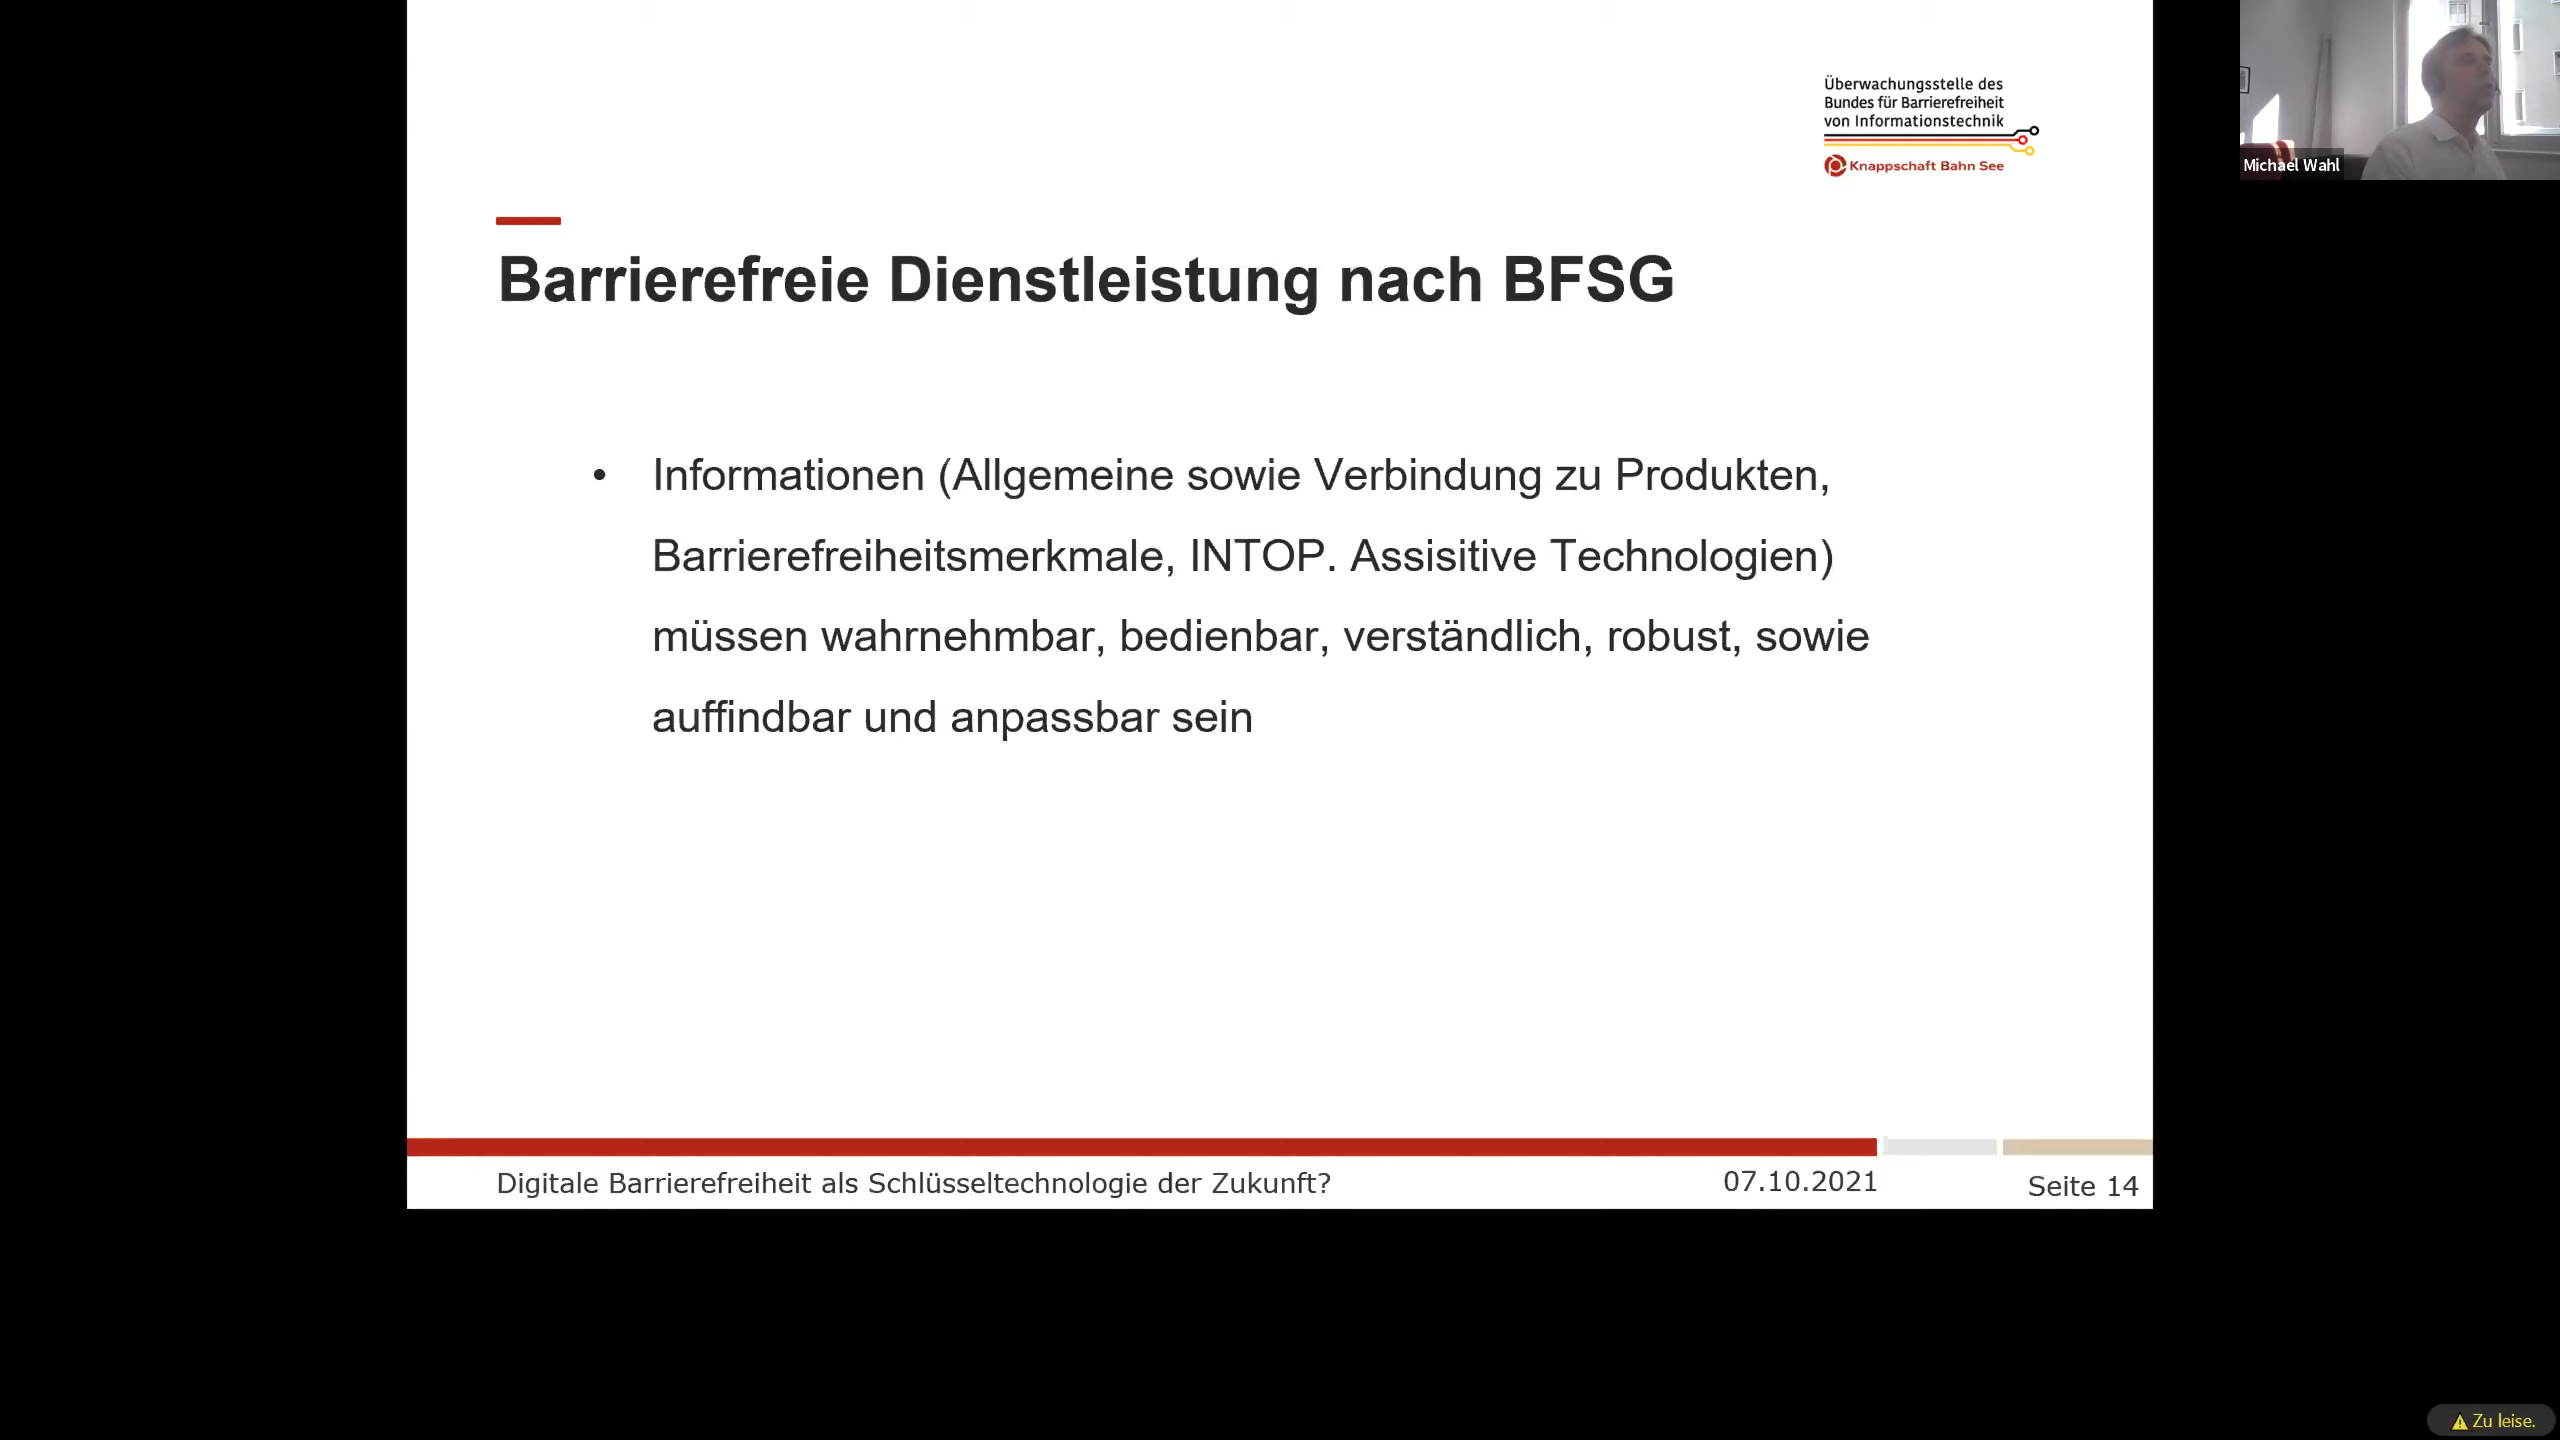 Überwachungsstelle des
Bundes für Barrierefreiheit
von Informationstechnik
Knappschaft Bahn See
Michael Wahl
Barrierefreie Dienstleistung nach BFSG
• Informationen (Allgemeine sowie Verbindung zu Produkten,
Barrierefreiheitsmerkmale, INTOP. Assisitive Technologien)
müssen wahrnehmbar, bedienbar, verständlich, robust, sowie
auffindbar und anpassbar sein
Digitale Barrierefreiheit als Schlüsseltechnologie der Zukunft?
07.10.2021
Seite 14
Zu leise.